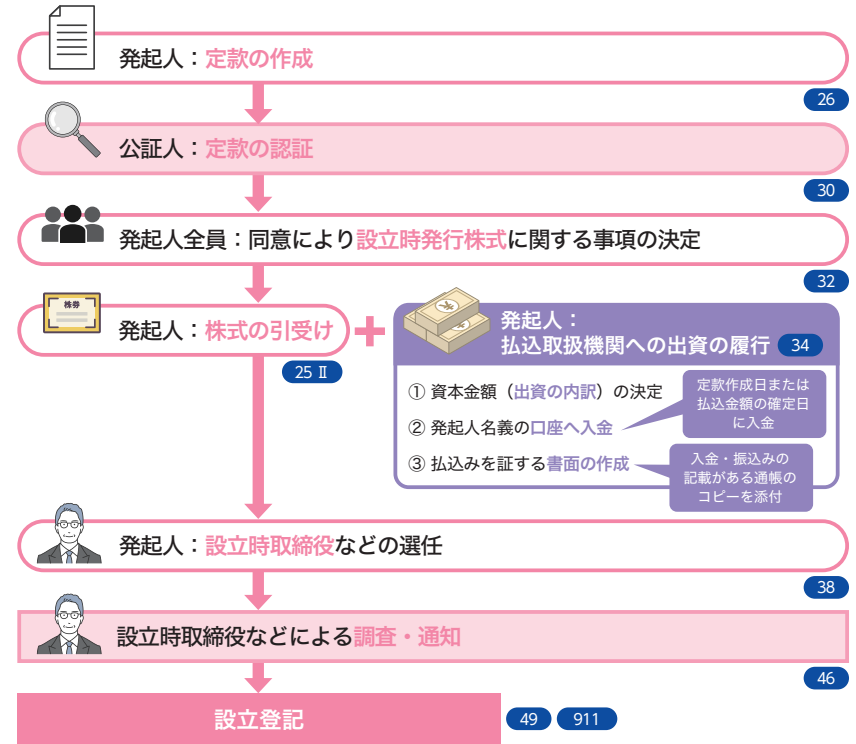 発起人：定款の作成
26
公証人：定款の認証
30
発起人全員：同意により設立時発行株式に関する事項の決定
32
株券
発起人：株式の引受け
25 Ⅱ
発起人：
払込取扱機関への出資の履行 34
① 資本金額（出資の内訳）の決定
② 発起人名義の口座へ入金
③ 払込みを証する書面の作成
定款作成日または
払込金額の確定日
に入金
入金・振込みの
記載がある通帳の
コピーを添付
発起人：設立時取締役などの選任
38
設立時取締役などによる調査・通知
46
設立登記
49 911